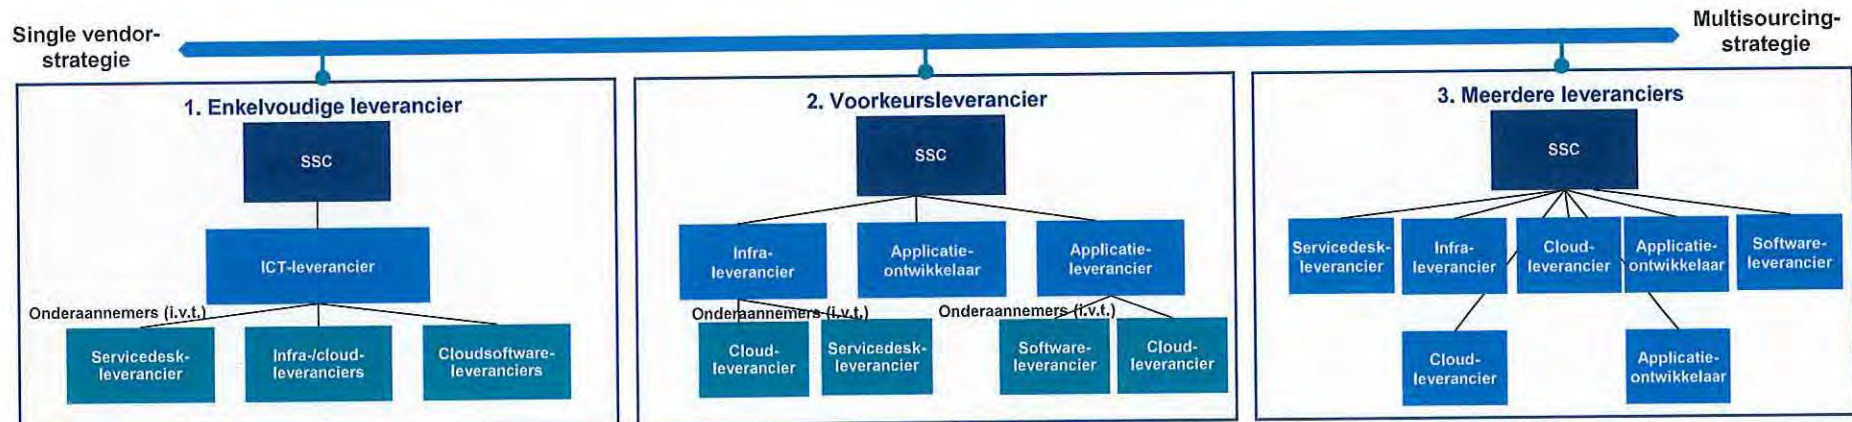 Single vendor-
strategie
Multisourcing-
strategie
1. Enkelvoudige leverancier
SSC
ICT-leverancier
Onderaannemers (i.v.t.)
Servicedesk-
leverancier
Infra-/cloud-
leveranciers
Cloudsoftware-
leveranciers
2. Voorkeursleverancier
SSC
Infra-
leverancier
Applicatie-
ontwikkelaar
Applicatie-
leverancier
Onderaannemers (i.v.t.)
Onderaannemers (i.v.t.)
Cloud-
leverancier
Servicedesk-
leverancier
Software-
leverancier
Cloud-
leverancier
3. Meerdere leveranciers
SSC
Servicedesk-
leverancier
Infra-
leverancier
Cloud-
leverancier
Applicatie-
ontwikkelaar
Software-
leverancier
Cloud-
leverancier
Applicatie-
ontwikkelaar